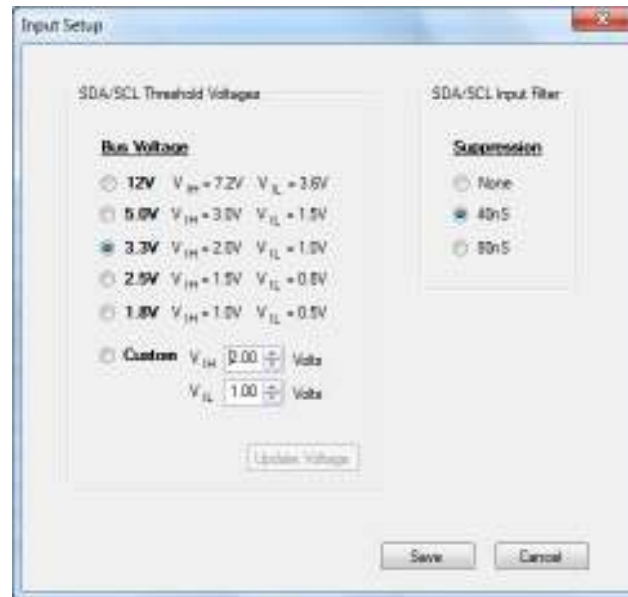 Input Setup
SDA/SCL Threshold Voltages
Bus Voltage
12V V IH = 7.2V V IL = 3.6V
5.0V V IH = 3.0V V IL = 1.5V
3.3V V IH = 2.0V V IL = 1.0V
2.5V V IH = 1.5V V IL = 0.8V
1.8V V IH = 1.0V V IL = 0.5V
Custom V IH 2.00 Volts
V IL 1.00 Volts
Update Voltage
SDA/SCL Input Filter
Suppression
None
40nS
80nS
Save Cancel